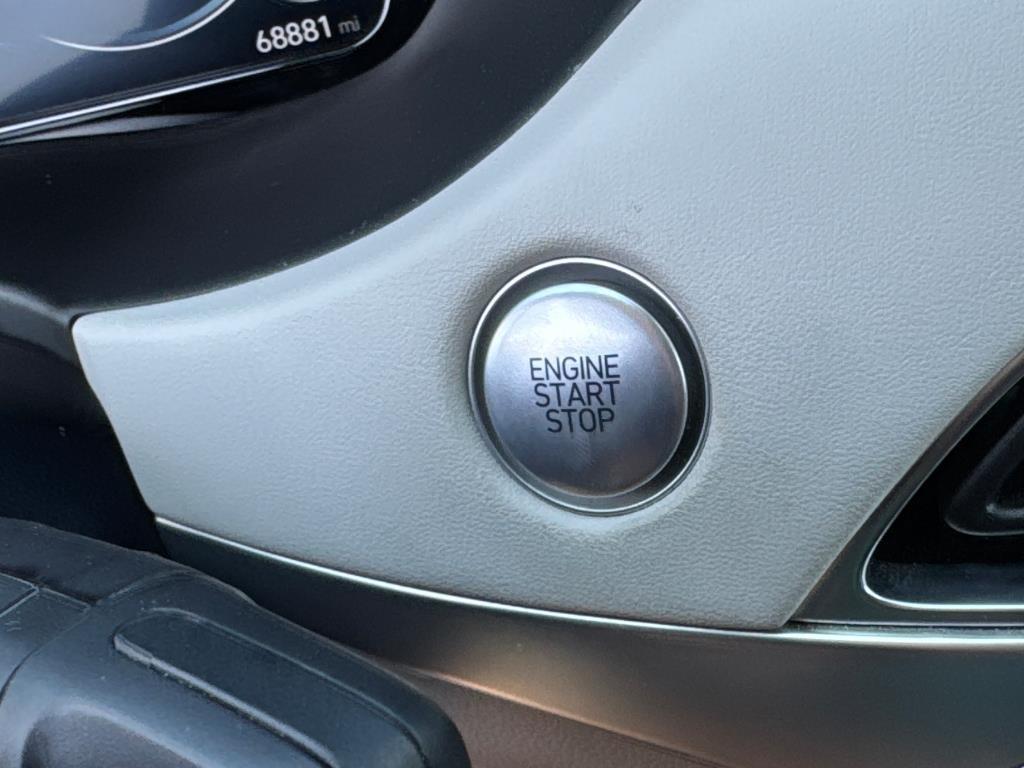 68881 mi
ENGINE
START
STOP